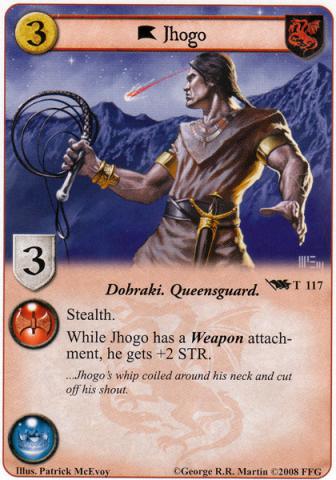 3
Jhogo
3
Dohraki. Queensguard.
T 117
Stealth.
While Jhogo has a Weapon attach-
ment, he gets +2 STR.
...Jhogo's whip coiled around his neck and cut
off his shout.
Illus. Patrick McEvoy ©George R.R. Martin ©2008 FFG